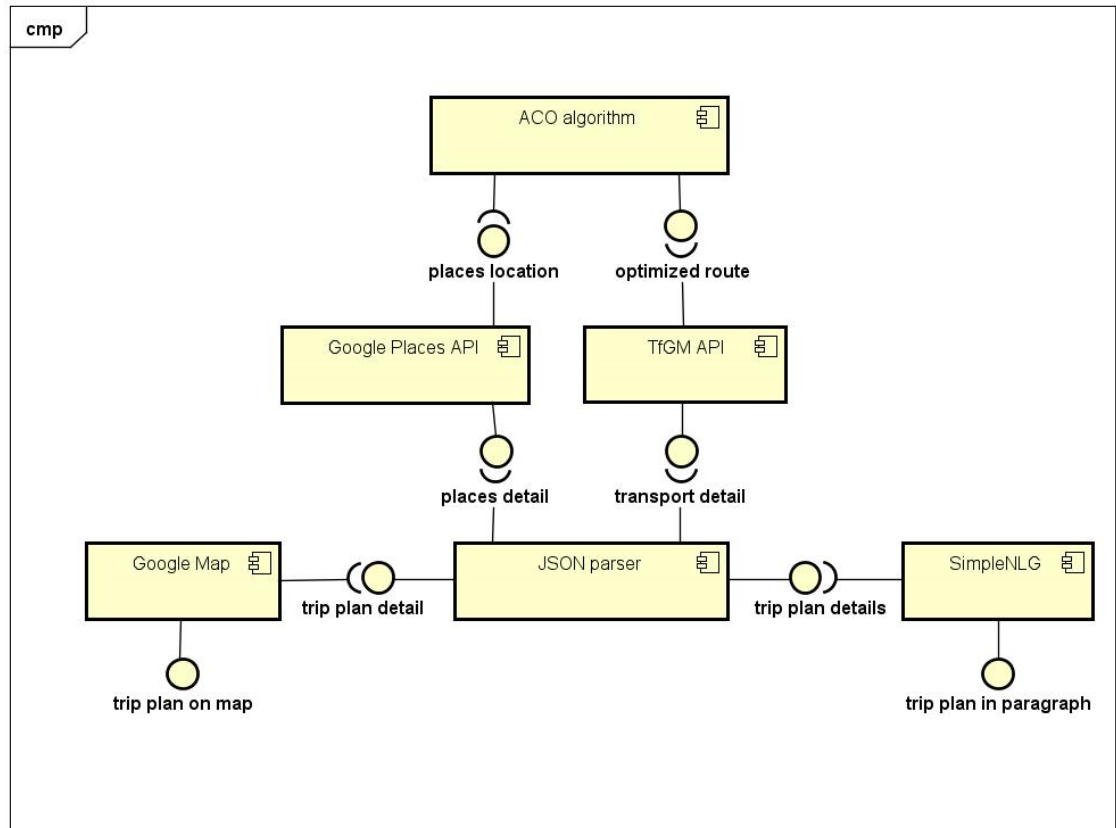 cmp
ACO algorithm
places location
optimized route
Google Places API
TfGM API
places detail
transport detail
Google Map
JSON parser
SimpleNLG
trip plan detail
trip plan details
trip plan on map
trip plan in paragraph